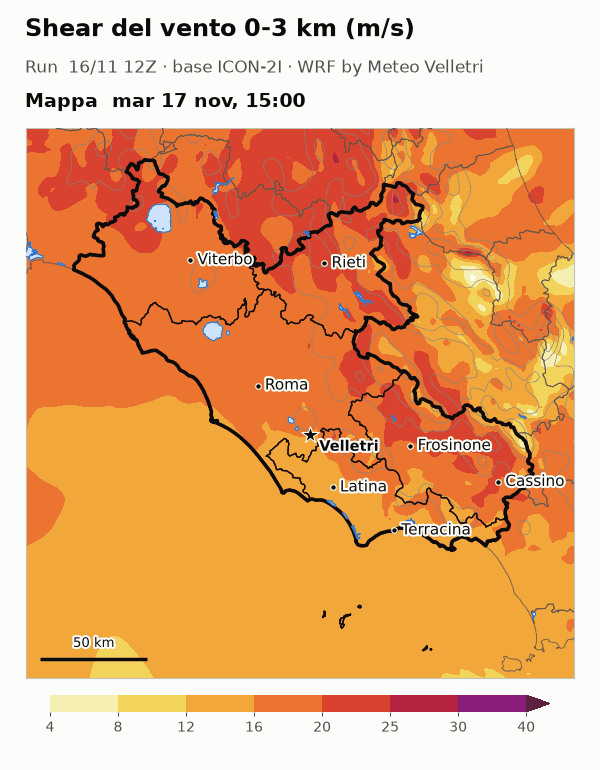 Shear del vento 0-3 km (m/s)
Run  16/11 12Z · base ICON-2I · WRF by Meteo Velletri
Mappa  mar 17 nov, 15:00
Viterbo
Rieti
Roma
Velletri
Frosinone
Cassino
Latina
Terracina
50 km
4 8 12 16 20 25 30 40